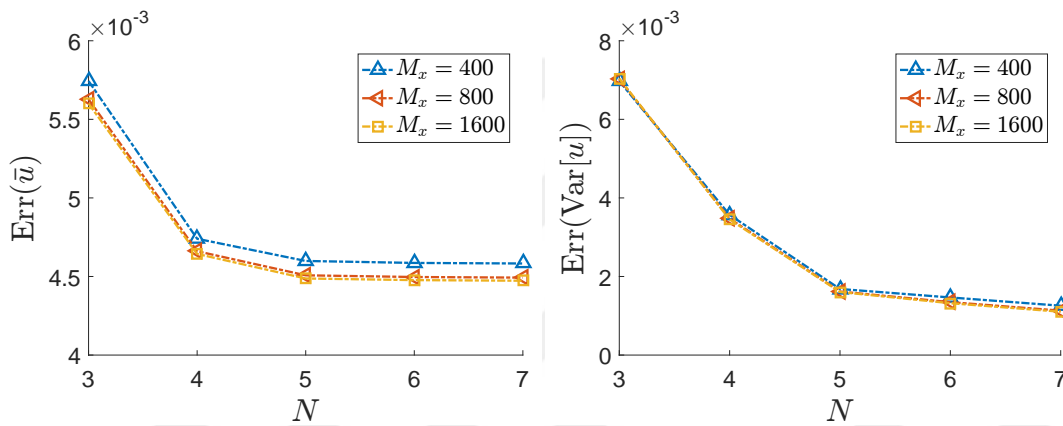 ×10⁻³
6
5.5
5
4.5
4
3 4 5 6 7
N
Err(ū)
M_x = 400
M_x = 800
M_x = 1600
×10⁻³
8
6
4
2
0
3 4 5 6 7
N
Err(Var[u])
M_x = 400
M_x = 800
M_x = 1600